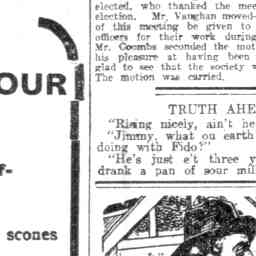 OUR
f-
scones
elected, who thanked the mee
election. Mr. Vaughan moved
of this meeting be given to
officers for their work during
Mr. Coombs seconded the mot
his pleasure at having been
glad to see that the society w
The motion was carried.
TRUTH AHE
"Rising nicely, ain't he
"Jimmy, what ou earth
doing with Fido?"
"He's just e't three y
drank a pan of sour mil